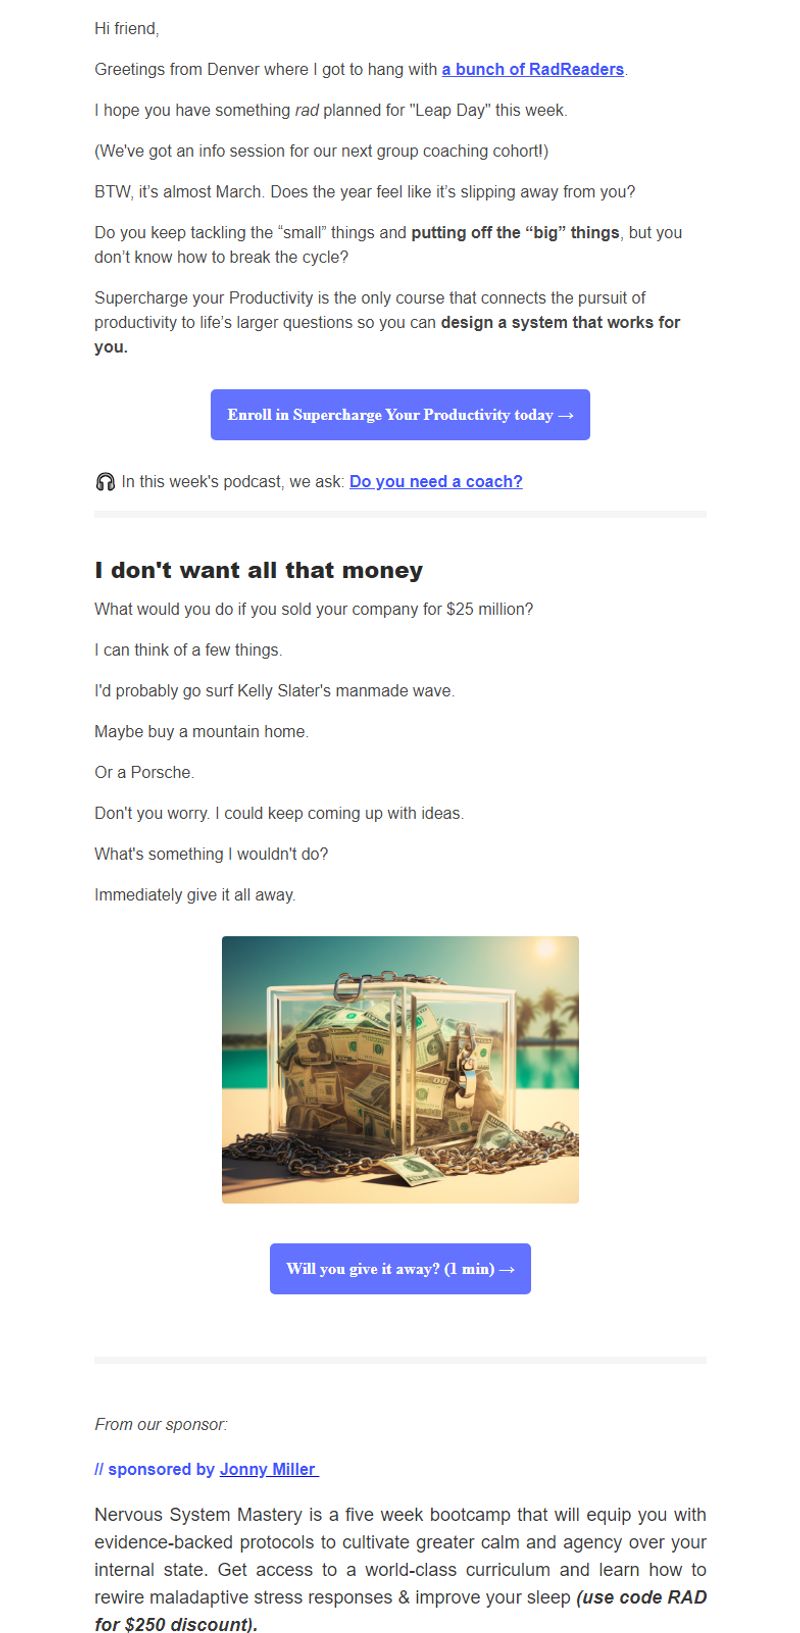 Hi friend,
Greetings from Denver where I got to hang with a bunch of RadReaders.
I hope you have something rad planned for "Leap Day" this week.
(We've got an info session for our next group coaching cohort!)
BTW, it’s almost March. Does the year feel like it’s slipping away from you?
Do you keep tackling the “small” things and putting off the “big” things, but you
don’t know how to break the cycle?
Supercharge your Productivity is the only course that connects the pursuit of
productivity to life’s larger questions so you can design a system that works for
you.
Enroll in Supercharge Your Productivity today →
🎧 In this week's podcast, we ask: Do you need a coach?
I don't want all that money
What would you do if you sold your company for $25 million?
I can think of a few things.
I'd probably go surf Kelly Slater's manmade wave.
Maybe buy a mountain home.
Or a Porsche.
Don't you worry. I could keep coming up with ideas.
What's something I wouldn't do?
Immediately give it all away.
Will you give it away? (1 min) →
From our sponsor:
// sponsored by Jonny Miller
Nervous System Mastery is a five week bootcamp that will equip you with
evidence-backed protocols to cultivate greater calm and agency over your
internal state. Get access to a world-class curriculum and learn how to
rewire maladaptive stress responses & improve your sleep (use code RAD
for $250 discount).